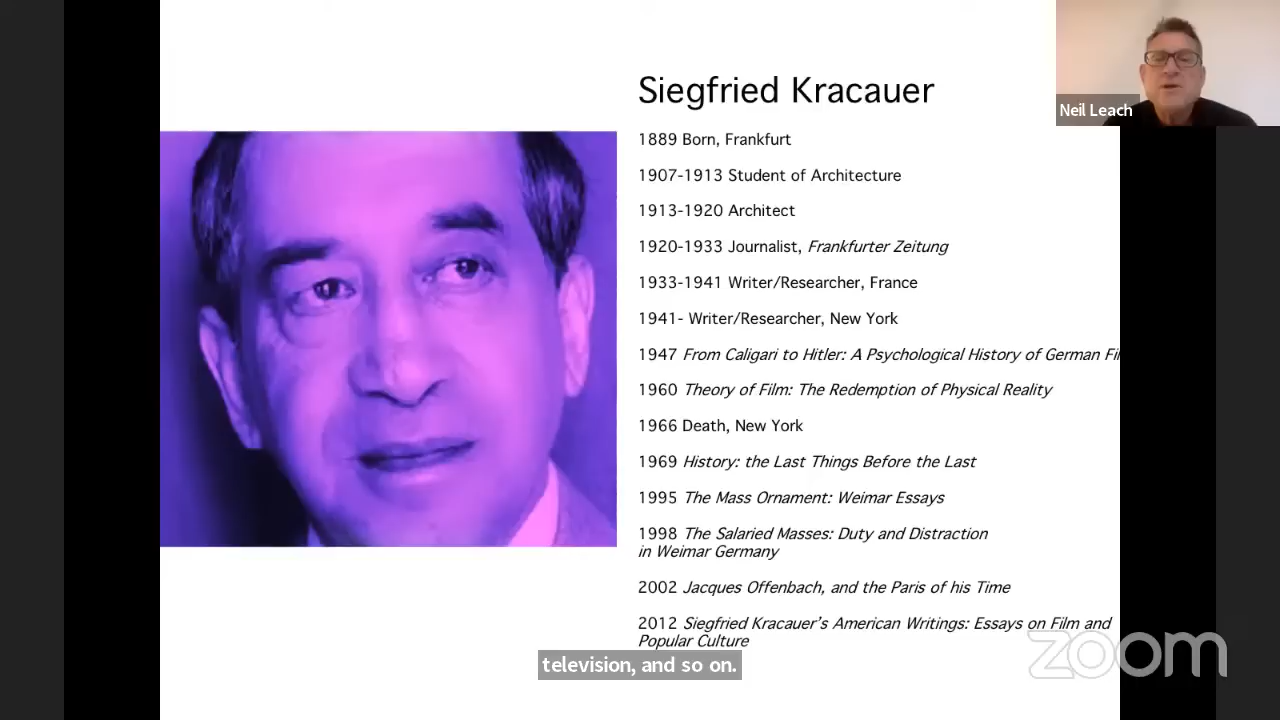 Siegfried Kracauer
Neil Leach
1889 Born, Frankfurt
1907-1913 Student of Architecture
1913-1920 Architect
1920-1933 Journalist, Frankfurter Zeitung
1933-1941 Writer/Researcher, France
1941- Writer/Researcher, New York
1947 From Caligari to Hitler: A Psychological History of German Fil
1960 Theory of Film: The Redemption of Physical Reality
1966 Death, New York
1969 History: the Last Things Before the Last
1995 The Mass Ornament: Weimar Essays
1998 The Salaried Masses: Duty and Distraction
in Weimar Germany
2002 Jacques Offenbach, and the Paris of his Time
2012 Siegfried Kracauer's American Writings: Essays on Film and
Popular Culture
television, and so on.
zoom